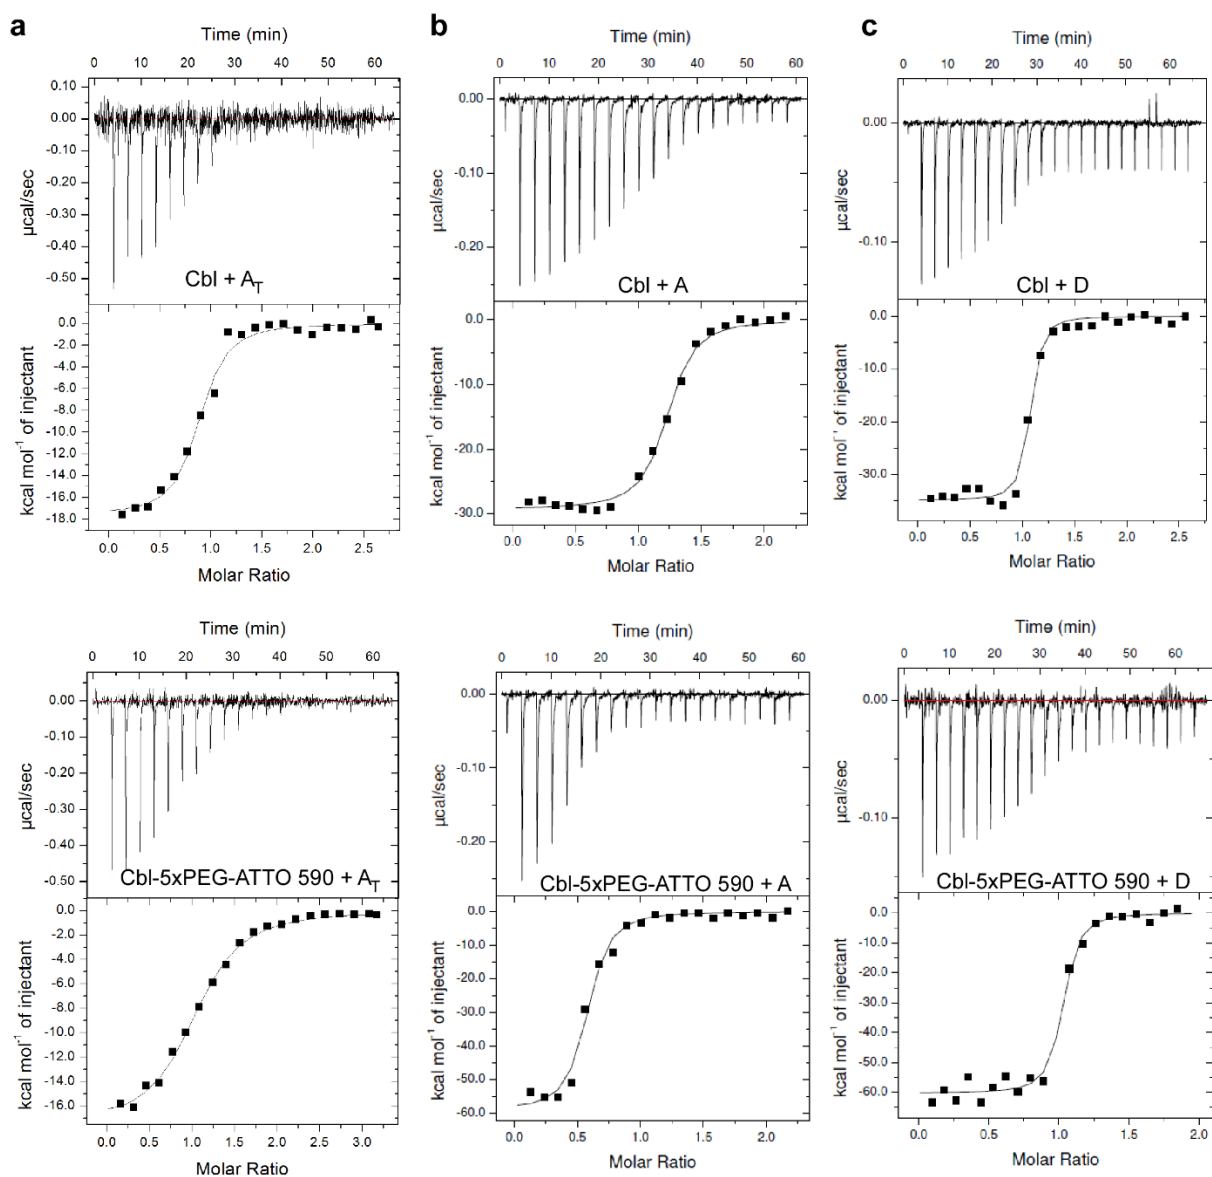 a
Time (min)
0 10 20 30 40 50 60
0.10
0.00
-0.10
-0.20
-0.30
-0.40
-0.50
µcal/sec
Cbl + A_T
0.0
-2.0
-4.0
-6.0
-8.0
-10.0
-12.0
-14.0
-16.0
-18.0
kcal mol⁻¹ of injectant
0.0 0.5 1.0 1.5 2.0 2.5
Molar Ratio
b
Time (min)
0 10 20 30 40 50 60
0.00
-0.10
-0.20
µcal/sec
Cbl + A
0.0
-10.0
-20.0
-30.0
kcal mol⁻¹ of injectant
0.0 0.5 1.0 1.5 2.0
Molar Ratio
c
Time (min)
0 10 20 30 40 50 60
0.00
-0.10
µcal/sec
Cbl + D
0.0
-10.0
-20.0
-30.0
kcal mol⁻¹ of injectant
0.0 0.5 1.0 1.5 2.0 2.5
Molar Ratio
Time (min)
0 10 20 30 40 50 60
0.00
-0.10
-0.20
-0.30
-0.40
-0.50
µcal/sec
Cbl-5xPEG-ATTO 590 + A_T
0.0
-2.0
-4.0
-6.0
-8.0
-10.0
-12.0
-14.0
-16.0
kcal mol⁻¹ of injectant
0.0 0.5 1.0 1.5 2.0 2.5 3.0
Molar Ratio
Time (min)
0 10 20 30 40 50 60
0.00
-0.10
-0.20
µcal/sec
Cbl-5xPEG-ATTO 590 + A
0.0
-10.0
-20.0
-30.0
-40.0
-50.0
-60.0
kcal mol⁻¹ of injectant
0.0 0.5 1.0 1.5 2.0
Molar Ratio
Time (min)
0 10 20 30 40 50 60
0.00
-0.10
µcal/sec
Cbl-5xPEG-ATTO 590 + D
0.0
-10.0
-20.0
-30.0
-40.0
-50.0
-60.0
kcal mol⁻¹ of injectant
0.0 0.5 1.0 1.5 2.0
Molar Ratio